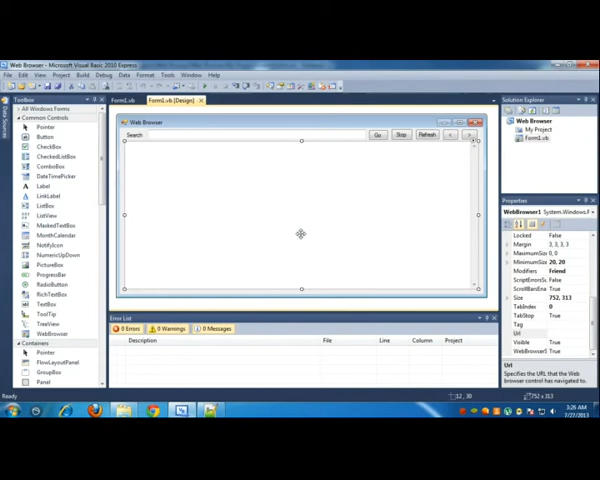 Web Browser - Microsoft Visual Basic 2010 Express
File Edit View Project Build Debug Data Format Tools Window Help
Toolbox
Form1.vb
Form1.vb [Design]
Solution Explorer
Data Sources
All Windows Forms
Common Controls
Pointer
Button
CheckBox
CheckedListBox
ComboBox
DateTimePicker
Label
LinkLabel
ListBox
ListView
MaskedTextBox
MonthCalendar
NotifyIcon
NumericUpDown
PictureBox
ProgressBar
RadioButton
RichTextBox
TextBox
ToolTip
TreeView
WebBrowser
Containers
Pointer
FlowLayoutPanel
GroupBox
Panel
Web Browser
Search
Go
Stop
Refresh
<
>
Error List
0 Errors
0 Warnings
0 Messages
Description File Line Column Project
Web Browser
My Project
Form1.vb
Properties
WebBrowser1 System.Windows.F
Locked False
Margin 3, 3, 3, 3
MaximumSize 0, 0
MinimumSize 20, 20
Modifiers Friend
ScriptErrorsS False
ScrollBarsEna True
Size 752, 313
TabIndex 0
TabStop True
Tag
Url
Visible True
WebBrowserS True
Url
Specifies the URL that the Web browser control has navigated to.
Ready
12, 30
752 x 313
3:26 AM
7/27/2013